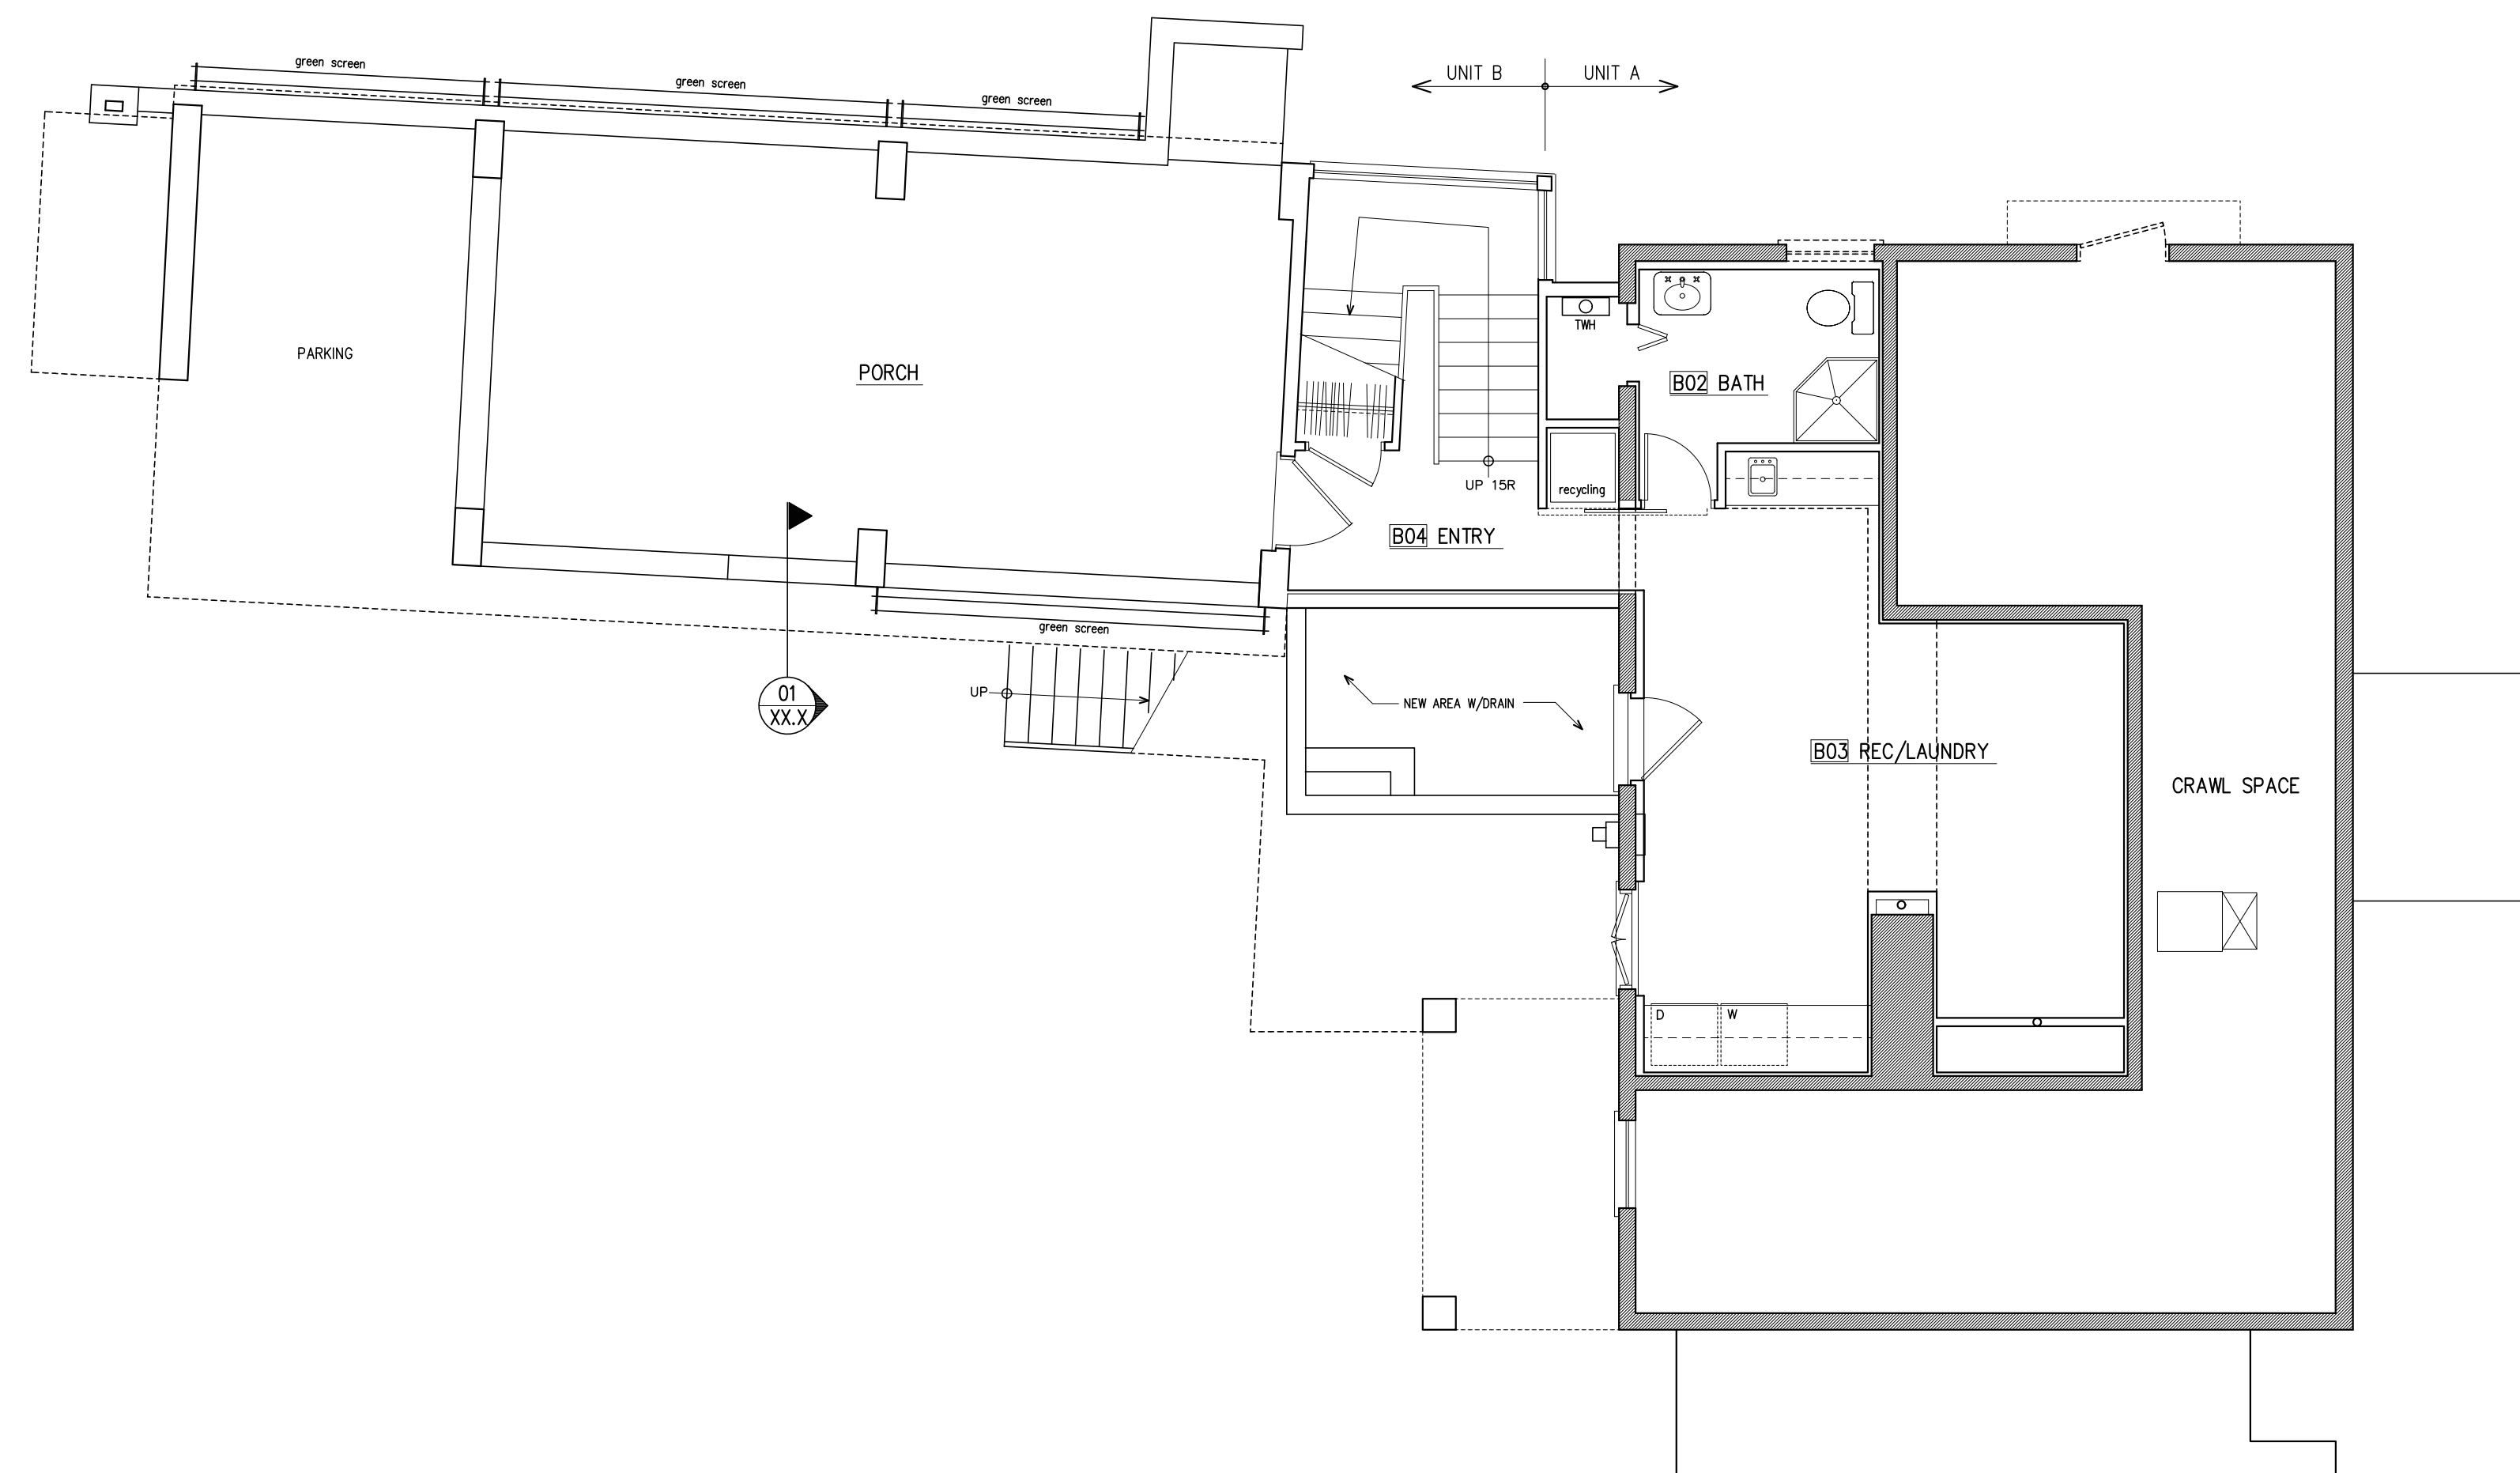 green screen
green screen
green screen
UNIT B
UNIT A
PARKING
PORCH
TWH
B02 BATH
UP 15R
recycling
B04 ENTRY
green screen
01
XX.X
UP
NEW AREA W/DRAIN
B03 REC/LAUNDRY
CRAWL SPACE
D
W